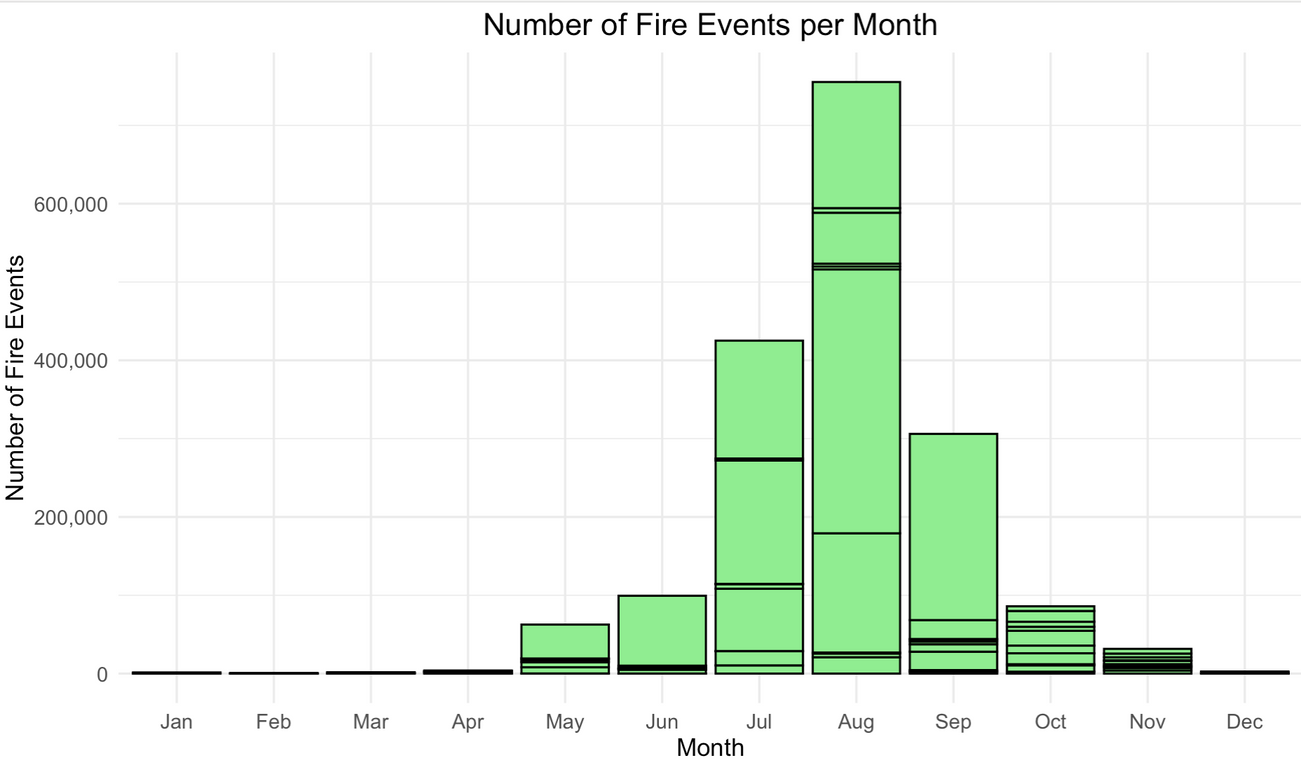 Number of Fire Events per Month
Number of Fire Events
600,000
400,000
200,000
0
Jan Feb Mar Apr May Jun Jul Aug Sep Oct Nov Dec
Month